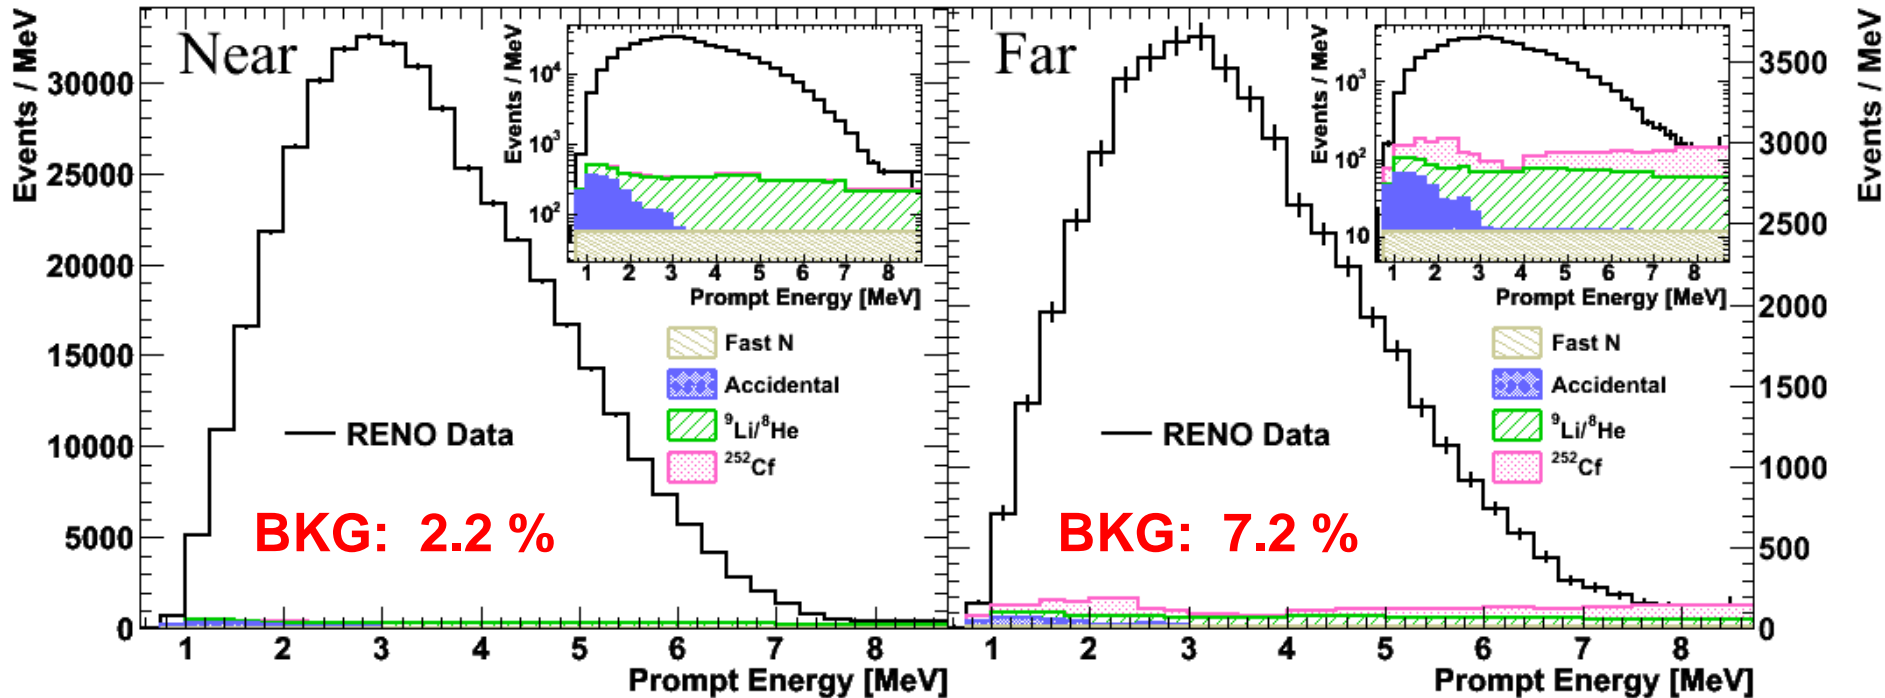 Near
Events / MeV
30000
25000
20000
15000
10000
5000
0
1 2 3 4 5 6 7 8
Prompt Energy [MeV]
Events / MeV
10⁴
10³
10²
1 2 3 4 5 6 7 8
Prompt Energy [MeV]
Fast N
Accidental
⁹Li/⁸He
²⁵²Cf
RENO Data
BKG: 2.2 %
Far
Events / MeV
3500
3000
2500
2000
1500
1000
500
0
1 2 3 4 5 6 7 8
Prompt Energy [MeV]
Events / MeV
10³
10²
10
1 2 3 4 5 6 7 8
Prompt Energy [MeV]
Fast N
Accidental
⁹Li/⁸He
²⁵²Cf
RENO Data
BKG: 7.2 %